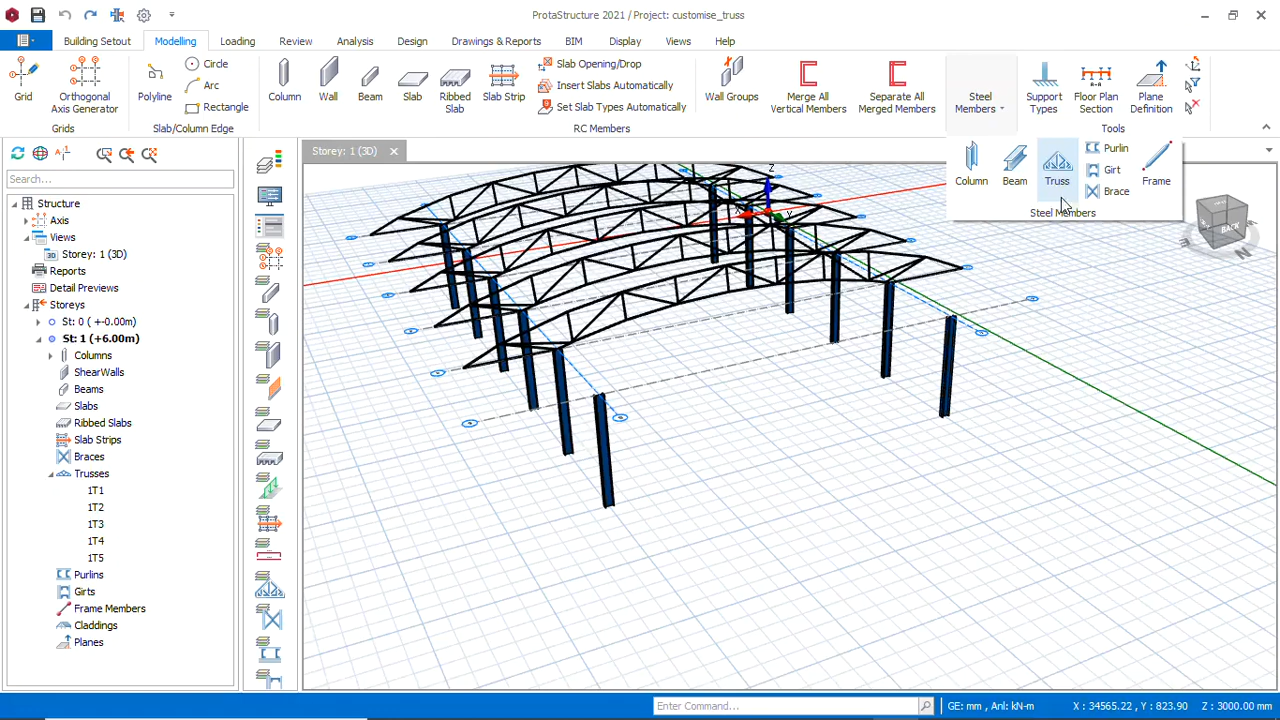 ProtaStructure 2021 | Project: customise_truss
Building Setout
Modelling
Loading
Review
Analysis
Design
Drawings & Reports
BIM
Display
Views
Help
Grid
Orthogonal
Axis Generator
Grids
Polyline
Circle
Arc
Rectangle
Slab/Column Edge
Column
Wall
Beam
Slab
Ribbed
Slab
Slab Strip
Slab Opening/Drop
Insert Slabs Automatically
Set Slab Types Automatically
RC Members
Wall Groups
Merge All
Vertical Members
Separate All
Merged Members
Steel
Members
Support
Types
Floor Plan
Section
Plane
Definition
Tools
Column
Beam
Truss
Purlin
Girt
Brace
Frame
Steel Members
Search...
Structure
Axis
Views
Storey: 1 (3D)
Reports
Detail Previews
Storeys
St: 0 ( +-0.00m)
St: 1 (+6.00m)
Columns
ShearWalls
Beams
Slabs
Ribbed Slabs
Slab Strips
Braces
Trusses
1T1
1T2
1T3
1T4
1T5
Purlins
Girts
Frame Members
Claddings
Planes
Storey: 1 (3D)
Z
X
Y
BACK
Enter Command...
GE: mm , Anl: kN-m
X : 34565.22 , Y : 823.90
Z : 3000.00 mm